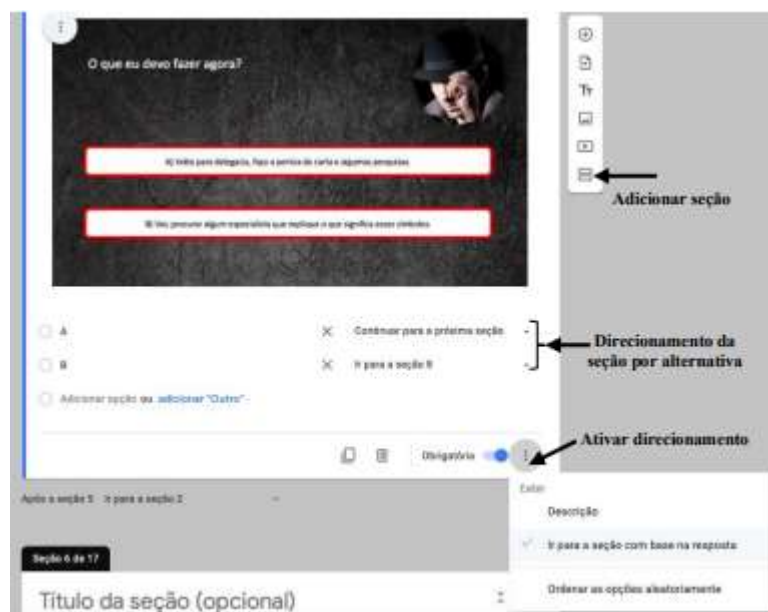 O que eu devo fazer agora?
A) Volto para delegacia, faço a perícia da carta e algumas pesquisas
B) Vou procurar algum especialista que explique o que significa esses símbolos
Tт
Adicionar seção
A
Continuar para a próxima seção
B
Ir para a seção 9
Direcionamento da
seção por alternativa
Adicionar opção ou adicionar "Outro"
Ativar direcionamento
Obrigatória
Após a seção 5 Ir para a seção 2
Exibir
Descrição
Ir para a seção com base na resposta
Seção 6 de 17
Ordenar as opções aleatoriamente
Título da seção (opcional)